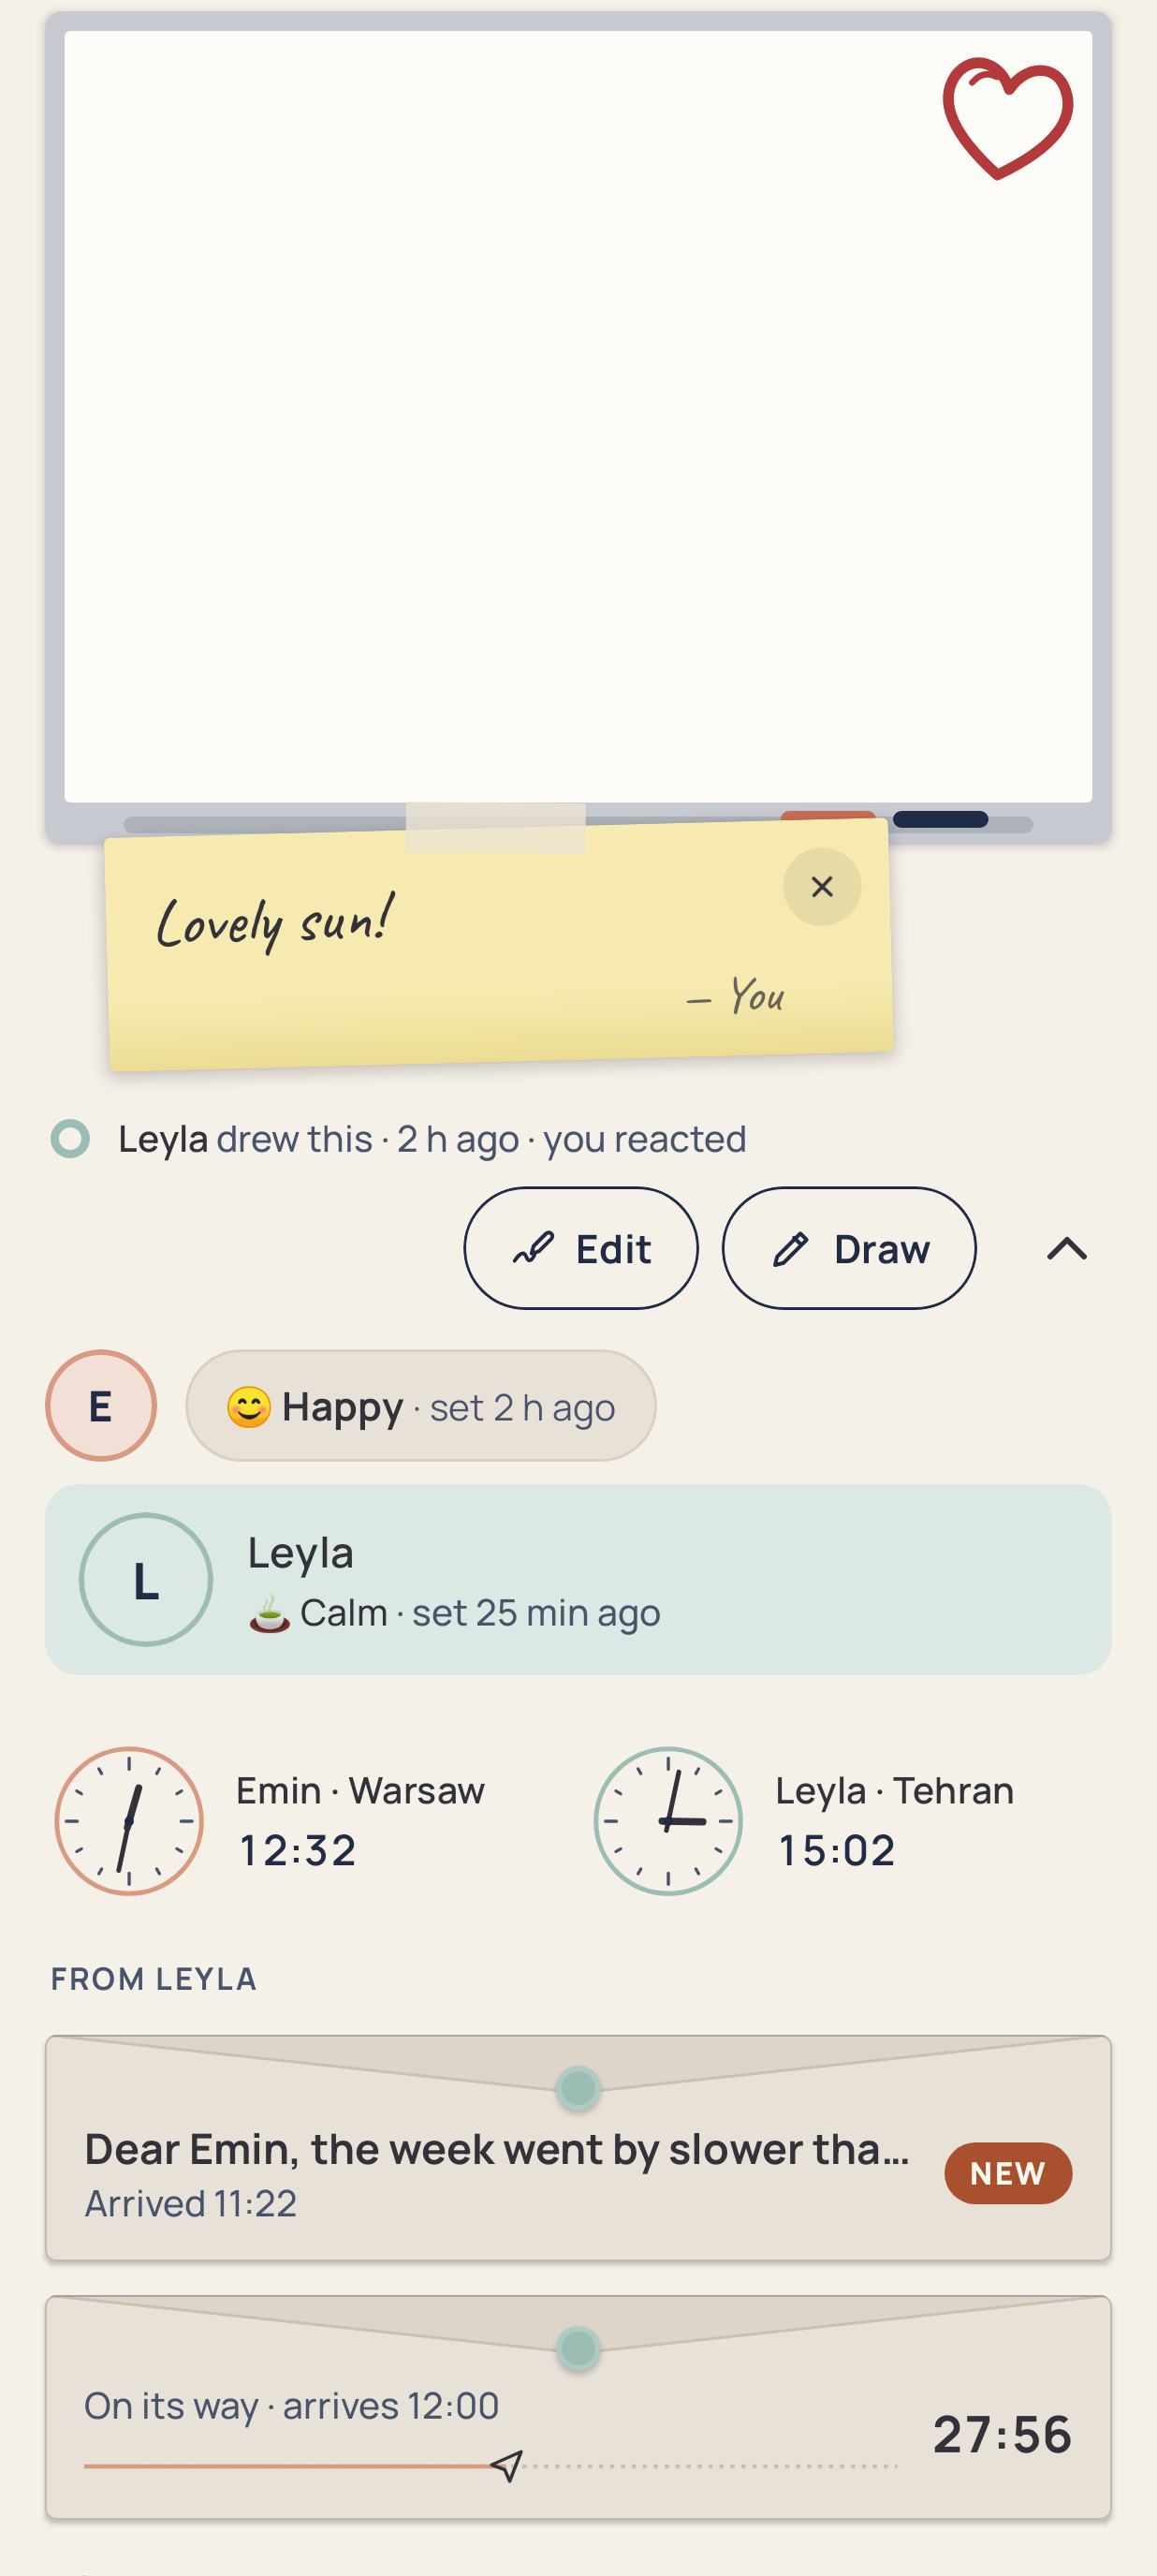 Lovely sun!
– You
Leyla drew this · 2 h ago · you reacted
Edit
Draw
E
😊 Happy · set 2 h ago
L
Leyla
🍵 Calm · set 25 min ago
Emin · Warsaw
12:32
Leyla · Tehran
15:02
FROM LEYLA
Dear Emin, the week went by slower tha...
NEW
Arrived 11:22
On its way · arrives 12:00
27:56